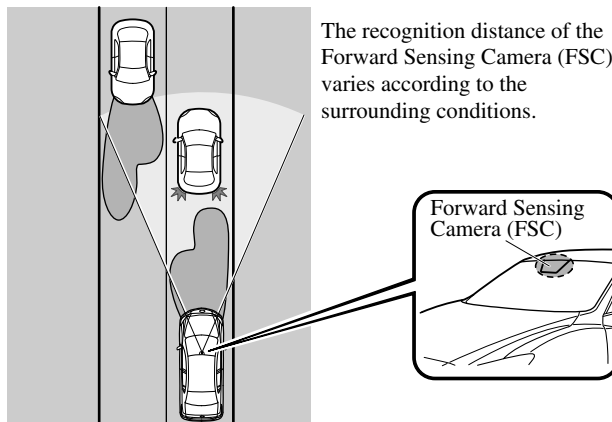 The recognition distance of the
Forward Sensing Camera (FSC)
varies according to the
surrounding conditions.
Forward Sensing
Camera (FSC)